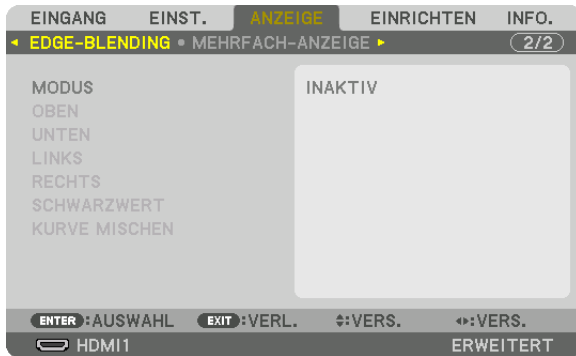 EINGANG EINST. ANZEIGE EINRICHTEN INFO.
◂ EDGE-BLENDING • MEHRFACH-ANZEIGE ▸ 2/2
MODUS INAKTIV
OBEN
UNTEN
LINKS
RECHTS
SCHWARZWERT
KURVE MISCHEN
ENTER :AUSWAHL EXIT :VERL. ♦:VERS. ◂▸:VERS.
HDMI1 ERWEITERT